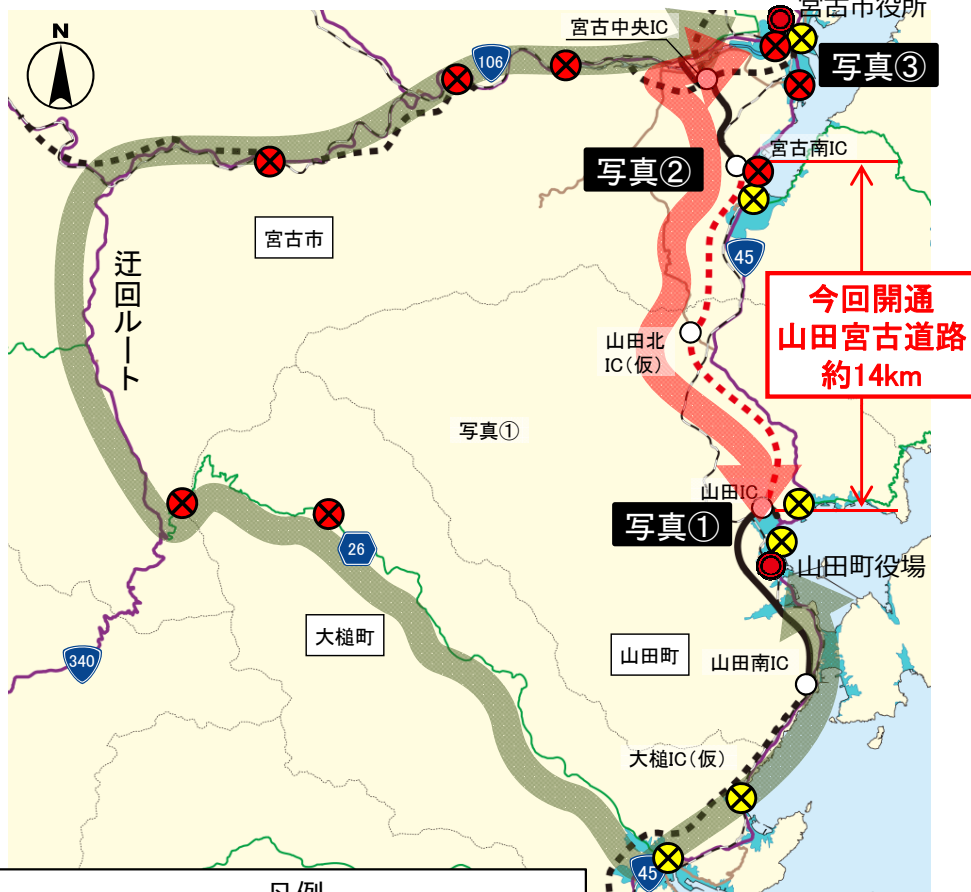 宮古市役所
宮古中央IC
N
106
写真③
宮古南IC
写真②
宮古市
45
迂回ルート
今回開通
山田宮古道路
約14km
山田北
IC(仮)
写真①
山田IC
写真①
26
山田町役場
大槌町
山田町
山田南IC
340
大槌IC(仮)
45
凡例